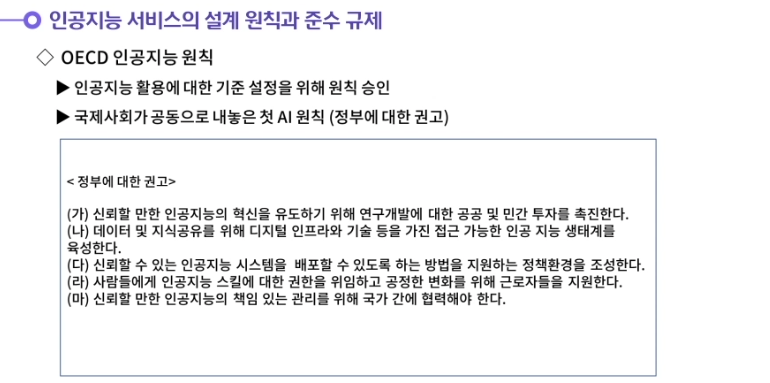 인공지능 서비스의 설계 원칙과 준수 규제
◇ OECD 인공지능 원칙
▶ 인공지능 활용에 대한 기준 설정을 위해 원칙 승인
▶ 국제사회가 공동으로 내놓은 첫 AI 원칙 (정부에 대한 권고)
< 정부에 대한 권고>
(가) 신뢰할 만한 인공지능의 혁신을 유도하기 위해 연구개발에 대한 공공 및 민간 투자를 촉진한다.
(나) 데이터 및 지식공유를 위해 디지털 인프라와 기술 등을 가진 접근 가능한 인공 지능 생태계를
육성한다.
(다) 신뢰할 수 있는 인공지능 시스템을 배포할 수 있도록 하는 방법을 지원하는 정책환경을 조성한다.
(라) 사람들에게 인공지능 스킬에 대한 권한을 위임하고 공정한 변화를 위해 근로자들을 지원한다.
(마) 신뢰할 만한 인공지능의 책임 있는 관리를 위해 국가 간에 협력해야 한다.